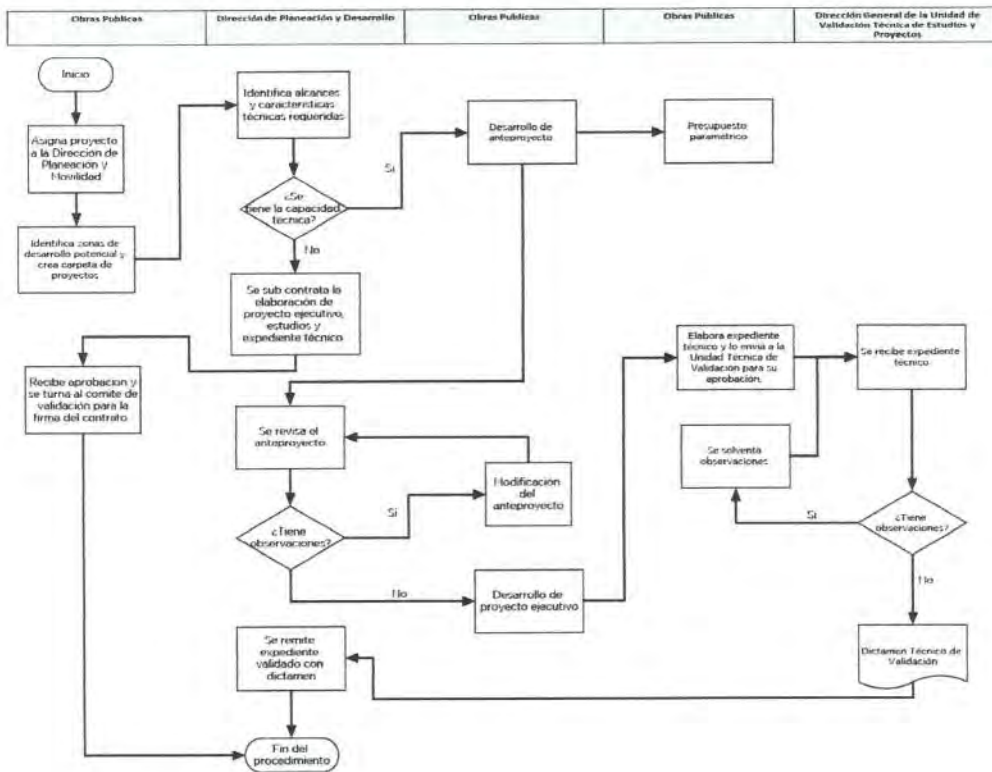 Obras Publicas
Dirección de Planeación y Desarrollo
Obras Publicas
Obras Publicas
Dirección General de la Unidad de
Validación Técnica de Estudios y
Proyectos
Inicio
Asigna proyecto
a la Dirección de
Planeación y
Movilidad
Identifica zonas de
desarrollo potencial y
crea carpeta de
proyectos
Identifica alcances
y características
técnicas requeridas
¿Se
tiene la capacidad
técnica?
Si
No
Desarrollo de
anteproyecto
Presupuesto
paramétrico
Se sub contrata la
elaboración de
proyecto ejecutivo,
estudios y
expediente técnico
Recibe aprobacion y
se turna al comite de
validación para la
firma del contrato
Se revisa el
anteproyecto
Modificación
del
anteproyecto
¿Tiene
observaciones?
Si
No
Desarrollo de
proyecto ejecutivo
Elabora expediente
técnico y lo envia a la
Unidad Técnica de
Validación para su
aprobación.
Se recibe expediente
técnico
Se solventa
observaciones
¿Tiene
observaciones?
Si
No
Dictamen Técnico de
Validación
Se remite
expediente
validado con
dictamen
Fin del
procedimiento